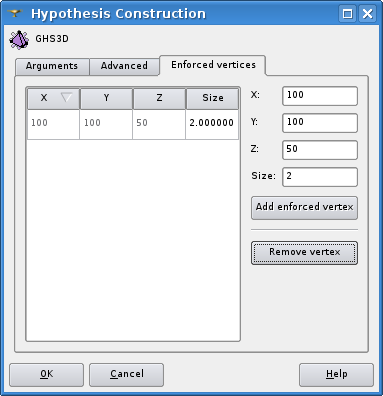 Hypothesis Construction
GHS3D
Arguments Advanced Enforced vertices
X Y Z Size
100 100 50 2.000000
X: 100
Y: 100
Z: 50
Size: 2
Add enforced vertex
Remove vertex
OK Cancel Help